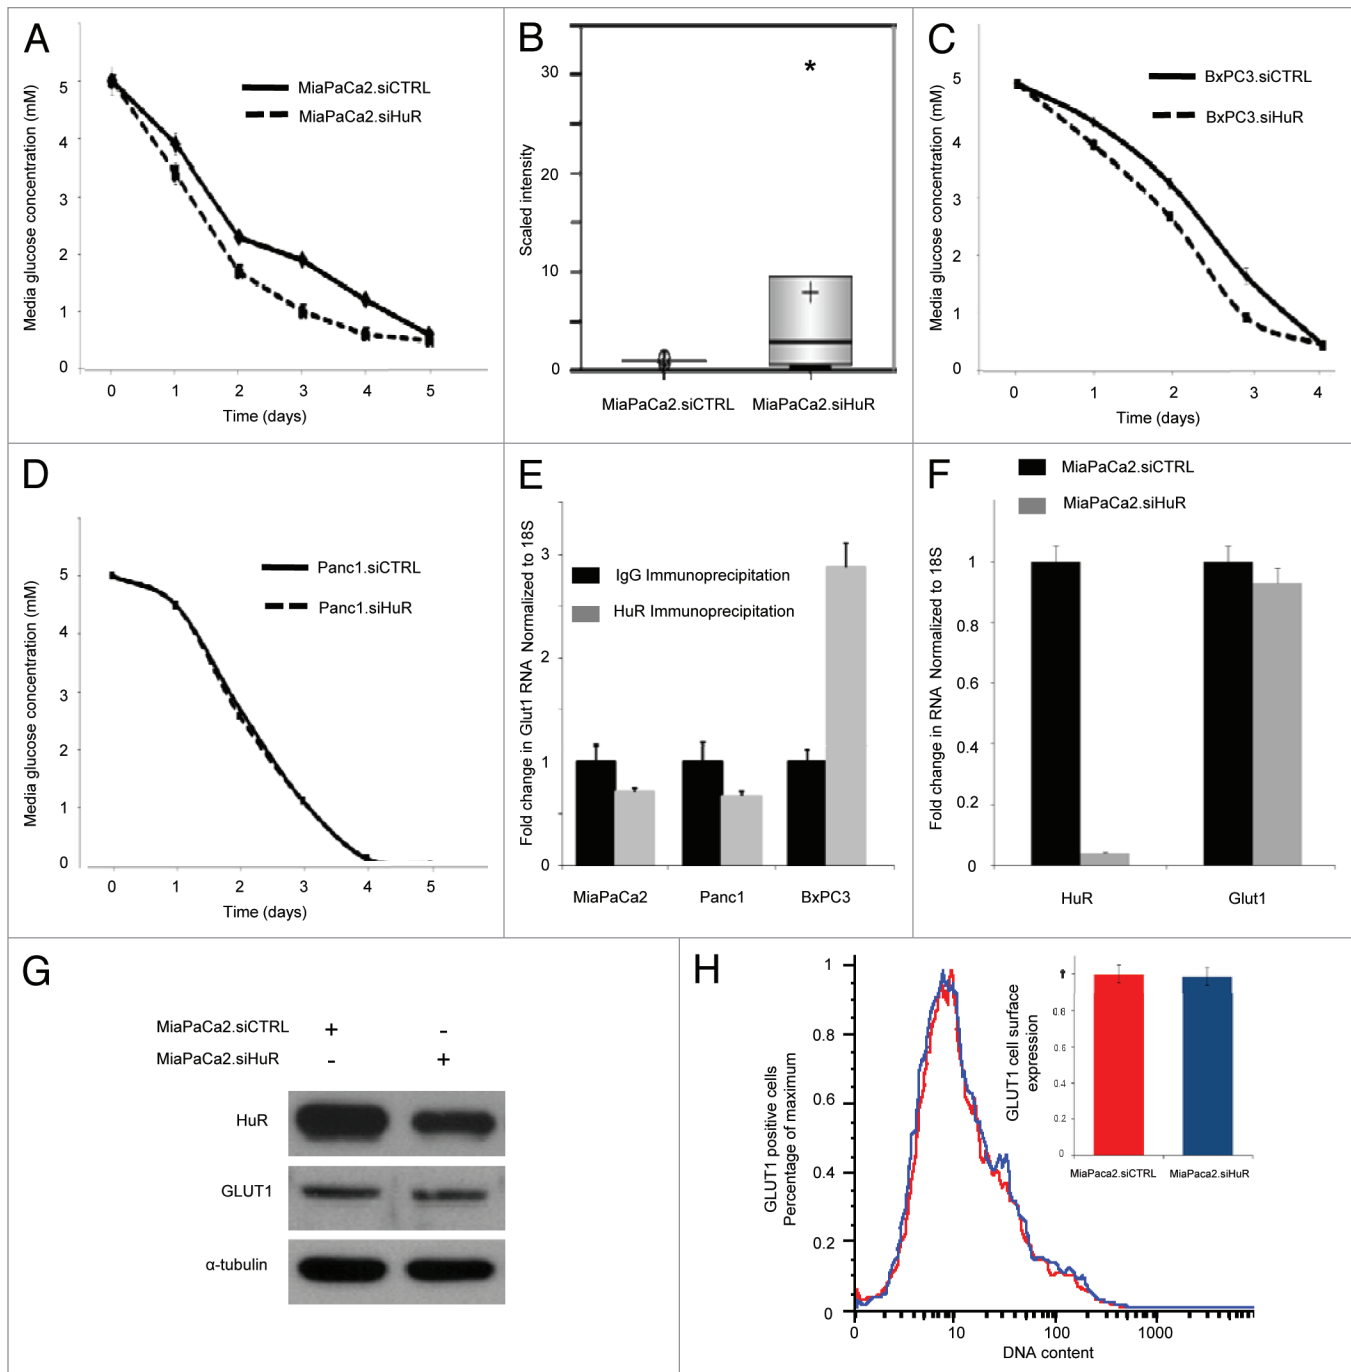 A
MiaPaCa2.siCTRL
MiaPaCa2.siHuR
Media glucose concentration (mM)
5
4
3
2
1
0
0 1 2 3 4 5
Time (days)
B
*
Scaled intensity
30
20
10
0
+
MiaPaCa2.siCTRL MiaPaCa2.siHuR
C
BxPC3.siCTRL
BxPC3.siHuR
Media glucose concentration (mM)
5
4
3
2
1
0
0 1 2 3 4
Time (days)
D
Panc1.siCTRL
Panc1.siHuR
Media glucose concentration (mM)
5
4
3
2
1
0
0 1 2 3 4 5
Time (days)
E
IgG Immunoprecipitation
HuR Immunoprecipitation
Fold change in Glut1 RNA Normalized to 18S
3
2
1
0
MiaPaCa2 Panc1 BxPC3
F
MiaPaCa2.siCTRL
MiaPaCa2.siHuR
Fold change in RNA Normalized to 18S
1
0.8
0.6
0.4
0.2
0
HuR Glut1
G
MiaPaCa2.siCTRL + -
MiaPaCa2.siHuR - +
HuR
GLUT1
α-tubulin
H
GLUT1 positive cells
Percentage of maximum
1
0.8
0.6
0.4
0.2
0
0 10 100 1000
DNA content
GLUT1 cell surface
expression
0.8
0.6
0.4
0.2
0
MiaPaca2.siCTRL MiaPaca2.siHuR